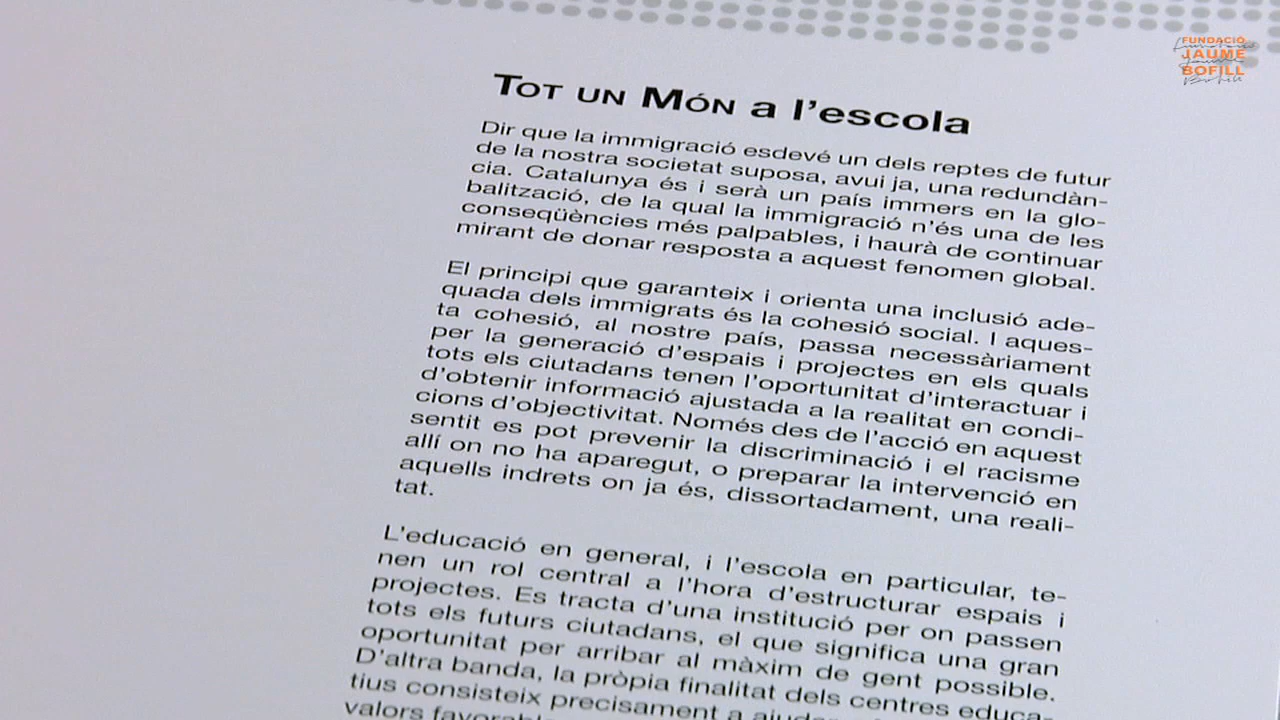 FUNDACIÓ
JAUME
BOFILL
TOT UN MÓN a l'escola
Dir que la immigració esdevé un dels reptes de futur
de la nostra societat suposa, avui ja, una redundàn-
cia. Catalunya és i serà un país immers en la glo-
balització, de la qual la immigració n'és una de les
conseqüències més palpables, i haurà de continuar
mirant de donar resposta a aquest fenomen global.
El principi que garanteix i orienta una inclusió ade-
quada dels immigrats és la cohesió social. I aques-
ta cohesió, al nostre país, passa necessàriament
per la generació d'espais i projectes en els quals
tots els ciutadans tenen l'oportunitat d'interactuar i
d'obtenir informació ajustada a la realitat en condi-
cions d'objectivitat. Només des de l'acció en aquest
sentit es pot prevenir la discriminació i el racisme
allí on no ha aparegut, o preparar la intervenció en
aquells indrets on ja és, dissortadament, una reali-
tat.
L'educació en general, i l'escola en particular, te-
nen un rol central a l'hora d'estructurar espais i
projectes. Es tracta d'una institució per on passen
tots els futurs ciutadans, el que significa una gran
oportunitat per arribar al màxim de gent possible.
D'altra banda, la pròpia finalitat dels centres educa-
tius consisteix precisament a
valors